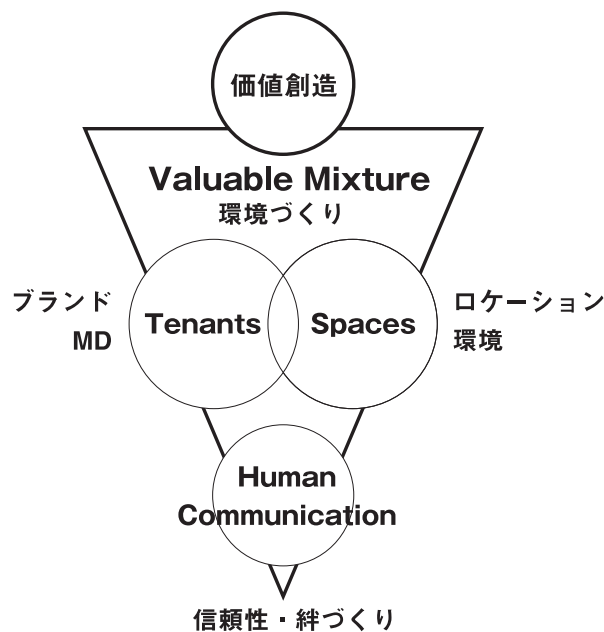 価値創造
Valuable Mixture
環境づくり
ブランド
MD
Tenants
Spaces
ロケーション
環境
Human
Communication
信頼性・絆づくり